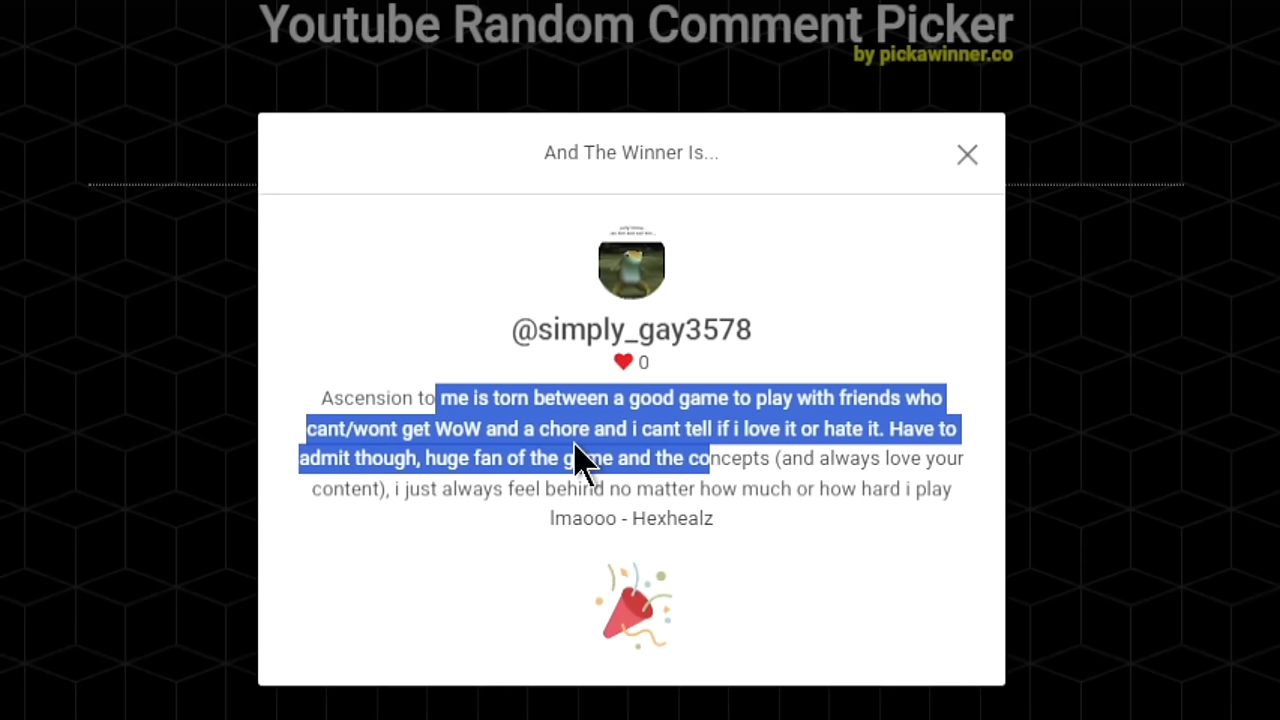 Youtube Random Comment Picker
by pickawinner.co
And The Winner Is...
@simply_gay3578
0
Ascension to me is torn between a good game to play with friends who
cant/wont get WoW and a chore and i cant tell if i love it or hate it. Have to
admit though, huge fan of the game and the concepts (and always love your
content), i just always feel behind no matter how much or how hard i play
lmaooo - Hexhealz